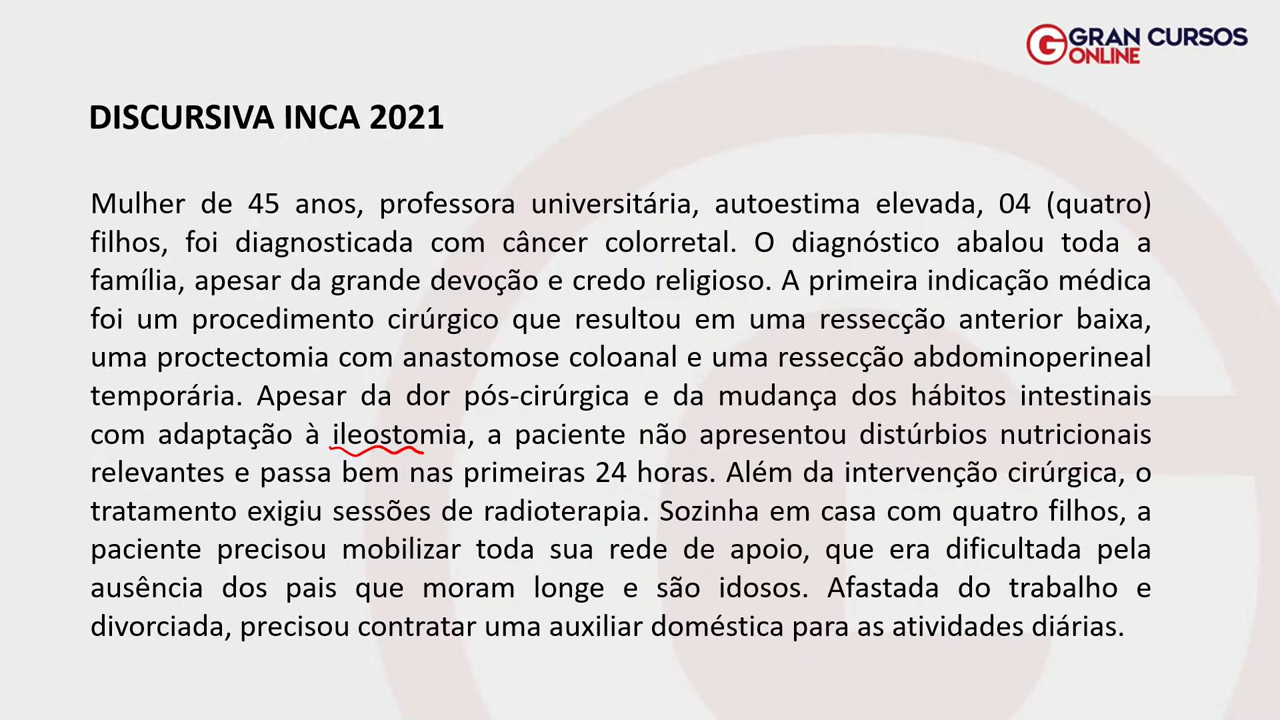 GRAN CURSOS
ONLINE
DISCURSIVA INCA 2021
Mulher de 45 anos, professora universitária, autoestima elevada, 04 (quatro)
filhos, foi diagnosticada com câncer colorretal. O diagnóstico abalou toda a
família, apesar da grande devoção e credo religioso. A primeira indicação médica
foi um procedimento cirúrgico que resultou em uma ressecção anterior baixa,
uma proctectomia com anastomose coloanal e uma ressecção abdominoperineal
temporária. Apesar da dor pós-cirúrgica e da mudança dos hábitos intestinais
com adaptação à ileostomia, a paciente não apresentou distúrbios nutricionais
relevantes e passa bem nas primeiras 24 horas. Além da intervenção cirúrgica, o
tratamento exigiu sessões de radioterapia. Sozinha em casa com quatro filhos, a
paciente precisou mobilizar toda sua rede de apoio, que era dificultada pela
ausência dos pais que moram longe e são idosos. Afastada do trabalho e
divorciada, precisou contratar uma auxiliar doméstica para as atividades diárias.